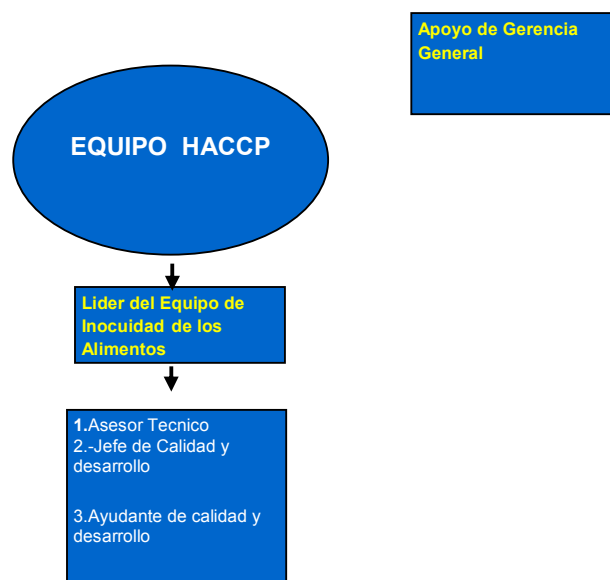 Apoyo de Gerencia
General
EQUIPO HACCP
Lider del Equipo de
Inocuidad de los
Alimentos
1.Asesor Tecnico
2.-Jefe de Calidad y
desarrollo
3.Ayudante de calidad y
desarrollo